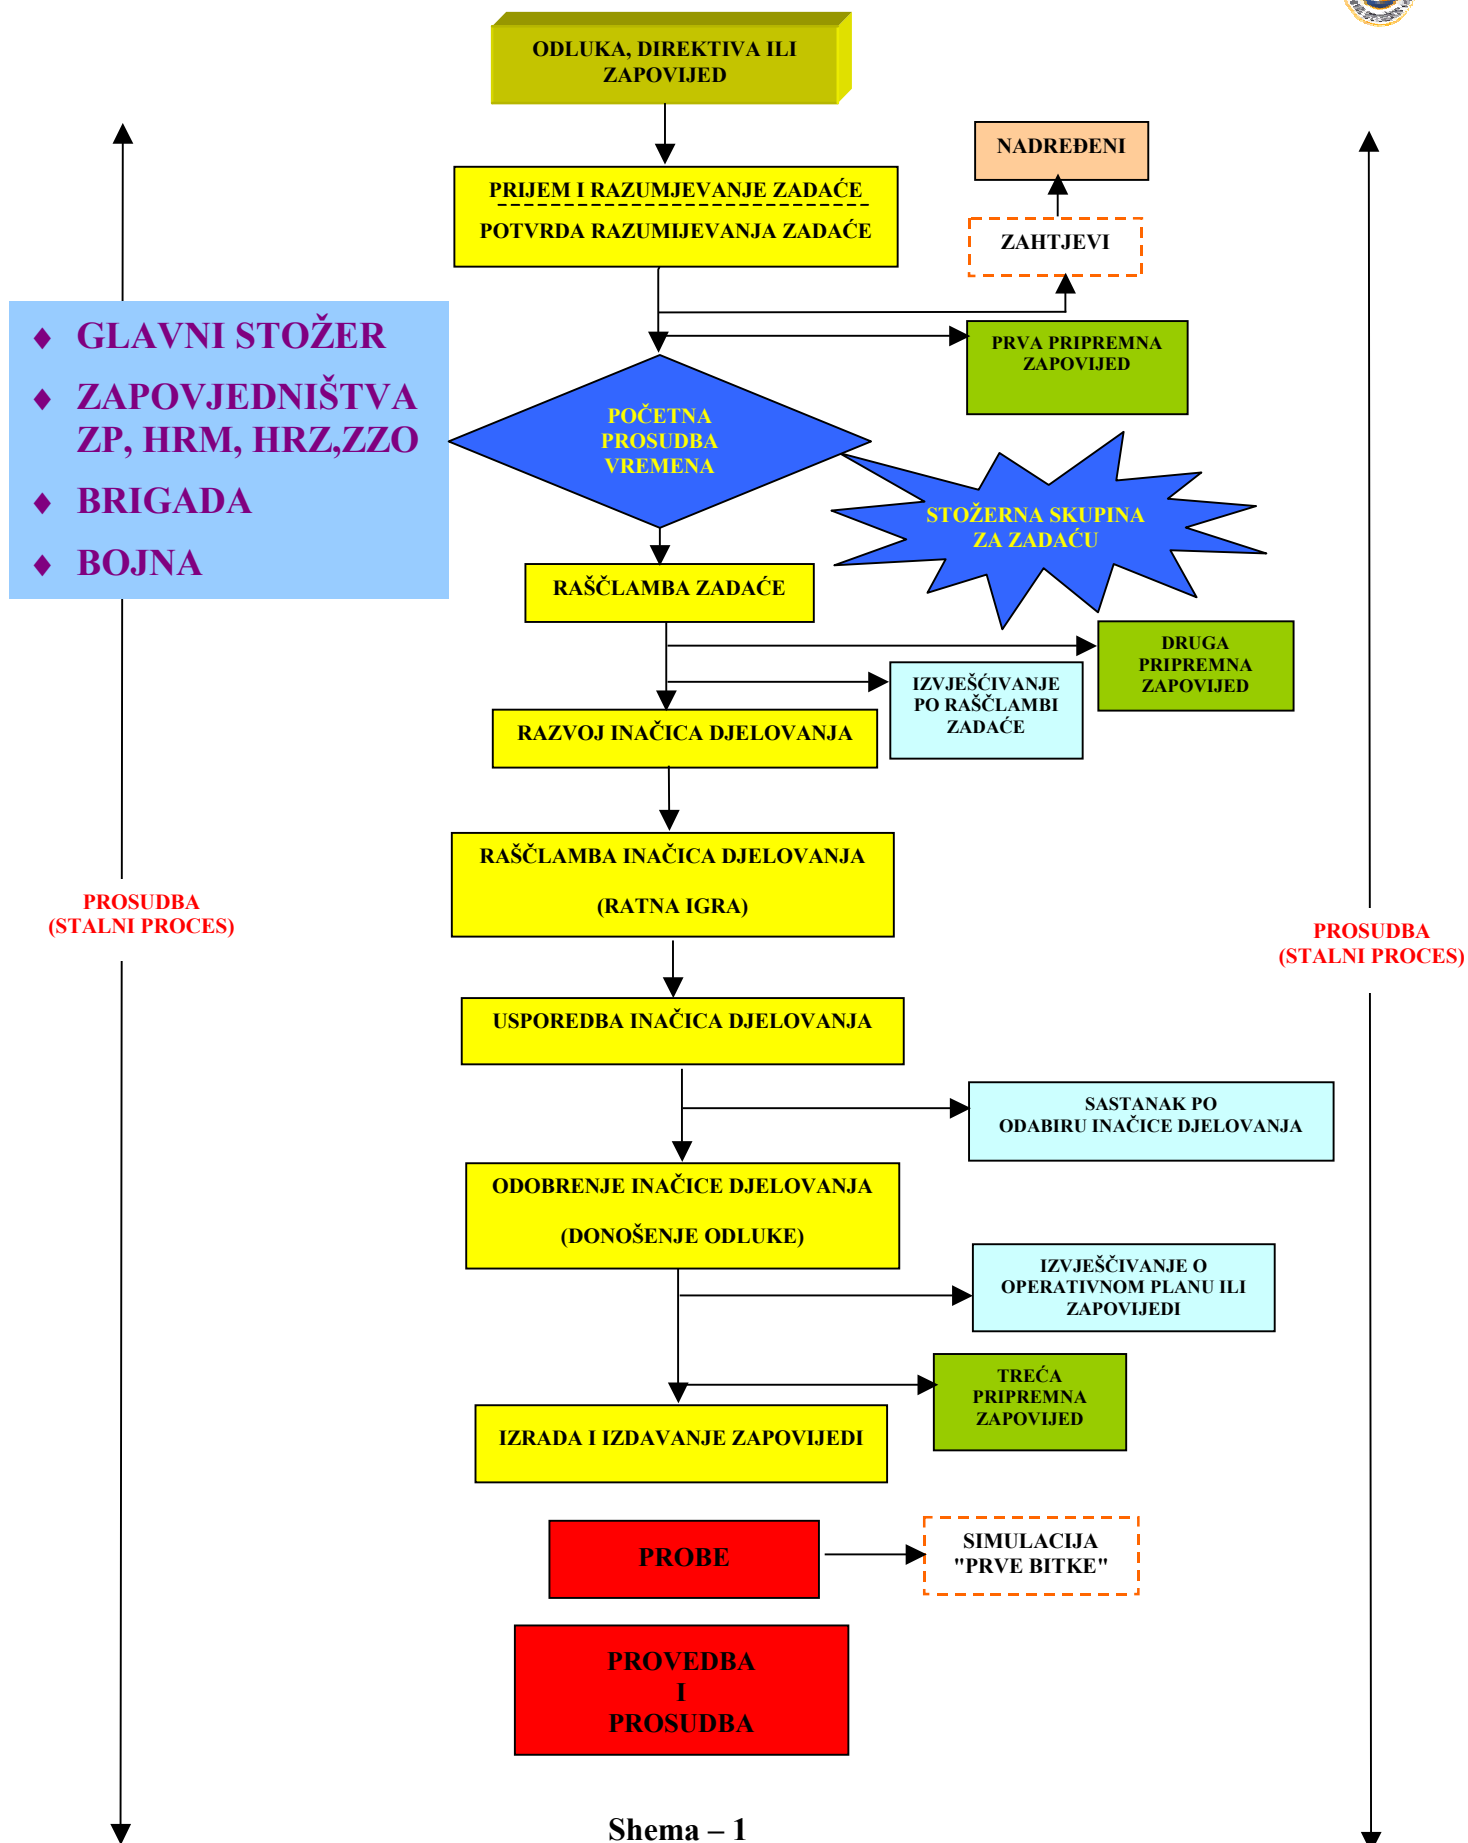 ODLUKA, DIREKTIVA ILI
ZAPOVIJED
NADREĐENI
PRIJEM I RAZUMJEVANJE ZADAĆE
POTVRDA RAZUMIJEVANJA ZADAĆE
ZAHTJEVI
♦ GLAVNI STOŽER
♦ ZAPOVJEDNIŠTVA
ZP, HRM, HRZ,ZZO
♦ BRIGADA
♦ BOJNA
PRVA PRIPREMNA
ZAPOVIJED
POČETNA
PROSUDBA
VREMENA
STOŽERNA SKUPINA
ZA ZADAĆU
RAŠČLAMBA ZADAĆE
DRUGA
PRIPREMNA
ZAPOVIJED
IZVJEŠĆIVANJE
PO RAŠČLAMBI
ZADAĆE
RAZVOJ INAČICA DJELOVANJA
RAŠČLAMBA INAČICA DJELOVANJA
(RATNA IGRA)
PROSUDBA
(STALNI PROCES)
PROSUDBA
(STALNI PROCES)
USPOREDBA INAČICA DJELOVANJA
SASTANAK PO
ODABIRU INAČICE DJELOVANJA
ODOBRENJE INAČICE DJELOVANJA
(DONOŠENJE ODLUKE)
IZVJEŠČIVANJE O
OPERATIVNOM PLANU ILI
ZAPOVIJEDI
TREĆA
PRIPREMNA
ZAPOVIJED
IZRADA I IZDAVANJE ZAPOVIJEDI
PROBE
SIMULACIJA
"PRVE BITKE"
PROVEDBA
I
PROSUDBA
Shema – 1